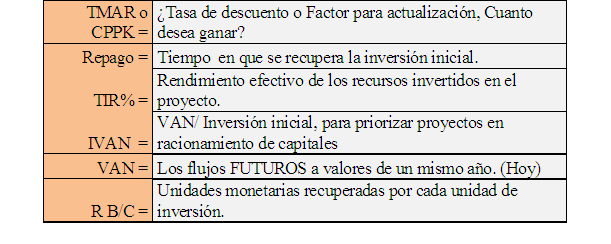 TMAR o ¿Tasa de descuento o Factor para actualización, Cuanto
CPPK = desea ganar?
Repago = Tiempo en que se recupera la inversión inicial.
Rendimiento efectivo de los recursos invertidos en el
TIR% = proyecto.
VAN/ Inversión inicial, para priorizar proyectos en
IVAN = racionamiento de capitales
VAN = Los flujos FUTUROS a valores de un mismo año. (Hoy)
Unidades monetarias recuperadas por cada unidad de
R B/C = inversión.